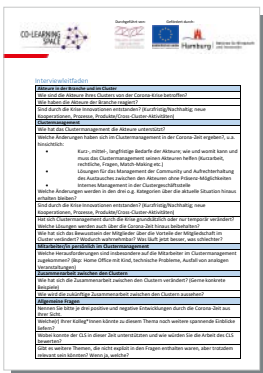 Durchgeführt von:
Gefördert durch:
CO-LEARNING
SPACE
Hamburg
Interviewleitfaden
Akteure in der Branche und im Cluster
Wie sind die Akteure ihres Clusters von der Corona-Krise betroffen?
Wie haben die Akteure der Branche reagiert?
Sind durch die Krise Innovationen entstanden? (Kurzfristig/Nachhaltig; neue
Kooperationen, Prozesse, Produkte/Cross-Cluster-Aktivitäten)
Clustermanagement
Wie hat das Clustermanagement die Akteure unterstützt?
Welche Änderungen haben sich im Clustermanagement in der Corona-Zeit ergeben?, u.a.
hinsichtlich:
• Kurz-, mittel-, langfristige Bedarfe der Akteure; wie und womit kann und
muss das Clustermanagement seinen Akteuren helfen (Kurzarbeit,
rechtliche, Fragen, Match-Making etc.)
• Lösungen für das Management der Community und Aufrechterhaltung
des Austausches zwischen den Akteuren ohne Präsenz-Möglichkeiten
• Internes Management in der Clustergeschäftstelle
Welche Änderungen werden in den drei o.g. Kategorien über die aktuelle Situation hinaus
erhalten bleiben?
Sind durch die Krise Innovationen entstanden? (Kurzfristig/Nachhaltig; neue
Kooperationen, Prozesse, Produkte/Cross-Cluster-Aktivitäten)
Hat sich Clustermanagement durch die Krise grundsätzlich oder nur temporär verändert?
Welche Lösungen werden auch über die Corona-Zeit hinaus beibehalten?
Wie hat sich das Bewusstsein der Mitglieder über die Vorteile der Mitgliedschaft im
Cluster verändert? Wodurch wahrnehmbar? Was läuft jetzt besser, was schlechter?
Mitarbeiter/in persönlich im Clustermanagement
Welche Herausforderungen sind insbesondere auf die Mitarbeiter im Clustermanagement
zugekommen? (Bsp: Home Office mit Kind, technische Probleme, Ausfall von analogen
Veranstaltungen)
Zusammenarbeit zwischen den Clustern
Wie hat sich die Zusammenarbeit zwischen den Clustern verändert? (Gerne konkrete
Beispiele)
Wie wird die zukünftige Zusammenarbeit zwischen den Clustern aussehen?
Allgemeine Fragen
Nennen Sie bitte je drei positive und negative Entwicklungen durch die Corona-Zeit aus
Ihrer Sicht.
Welche(r) Ihrer Kolleg*innen könnte zu diesem Thema noch weitere spannende Einblicke
liefern?
Wobei konnte der CLS in dieser Zeit unterstützen und wie würden Sie die Arbeit des CLS
bewerten?
Gibt es weitere Themen, die nicht explizit in den Fragen enthalten waren, aber trotzdem
relevant sein könnten? Wenn ja, welche?